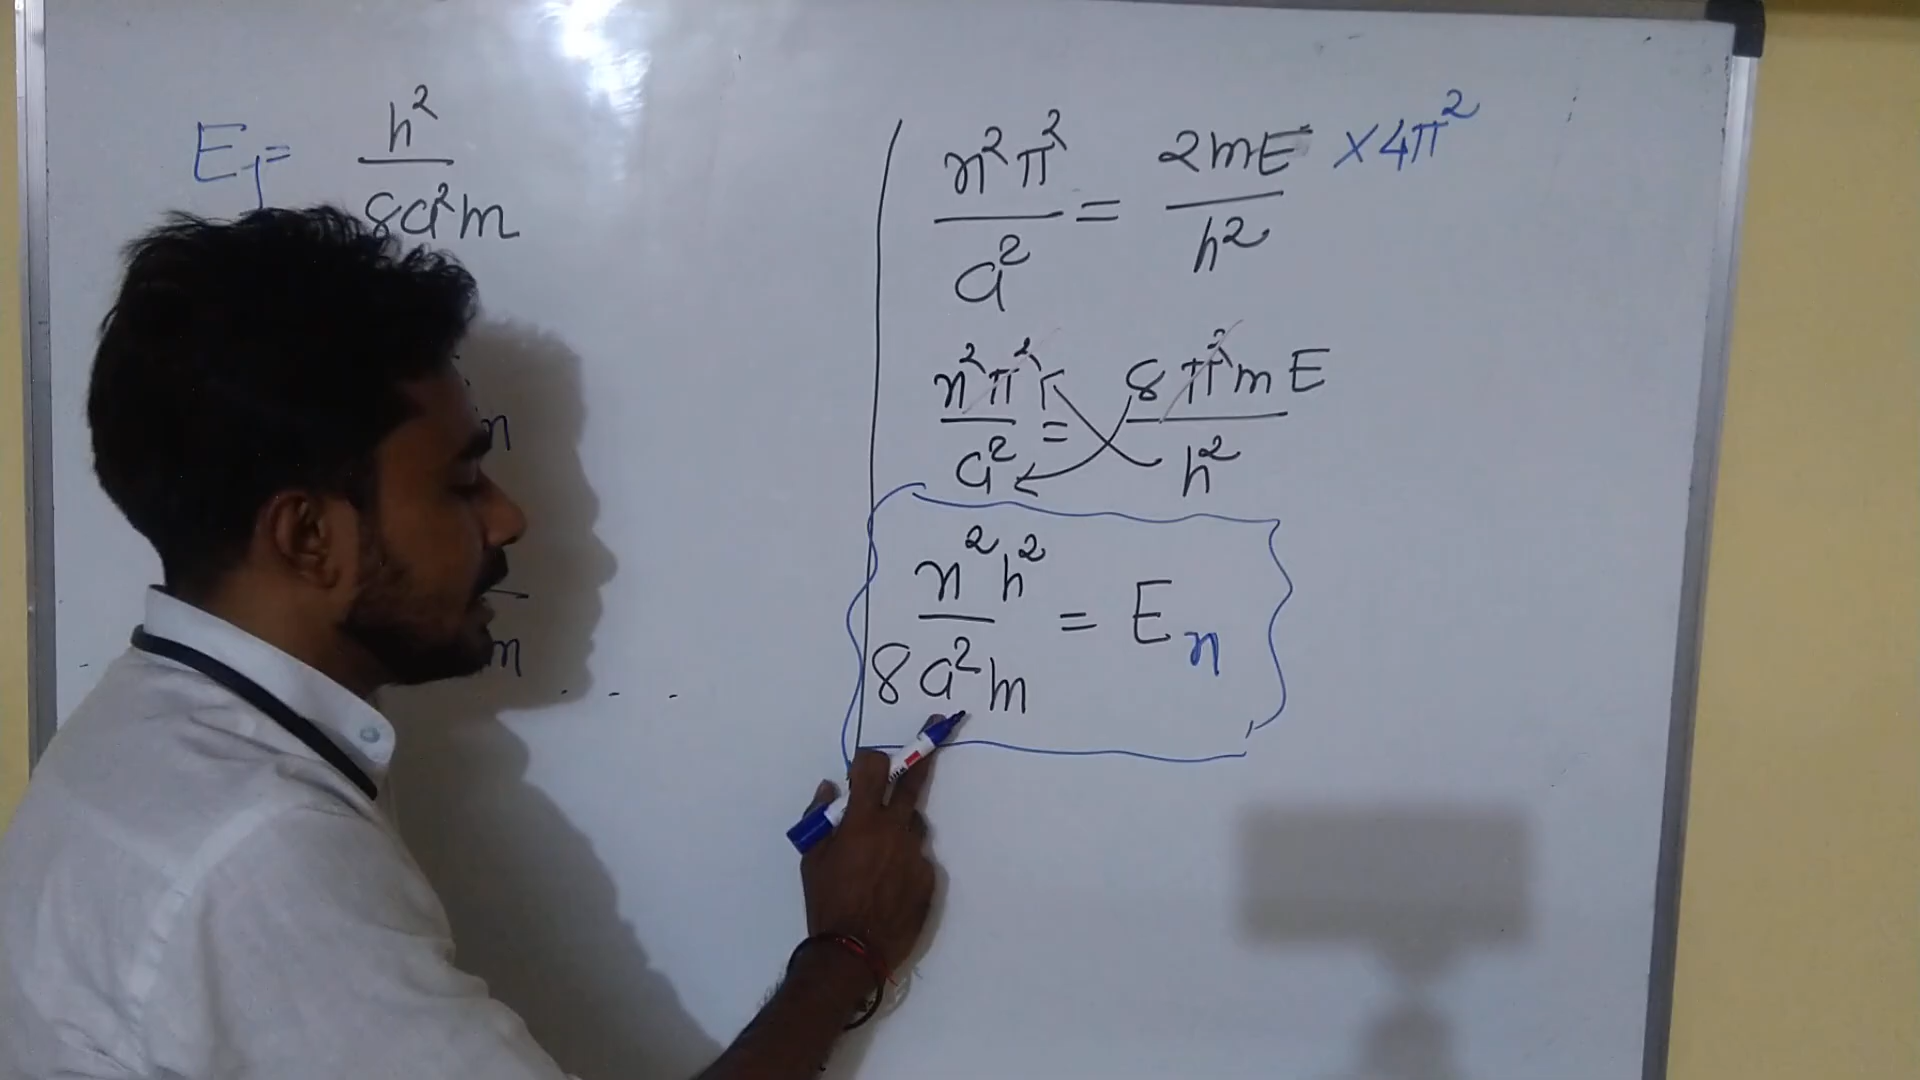 E₁ = h² / 8a²m
n
m . . . .
n²π² / a² = 2mE / h² × 4π²
n²π² / a² = 8π²mE / h²
n²h² / 8a²m = Eₙ